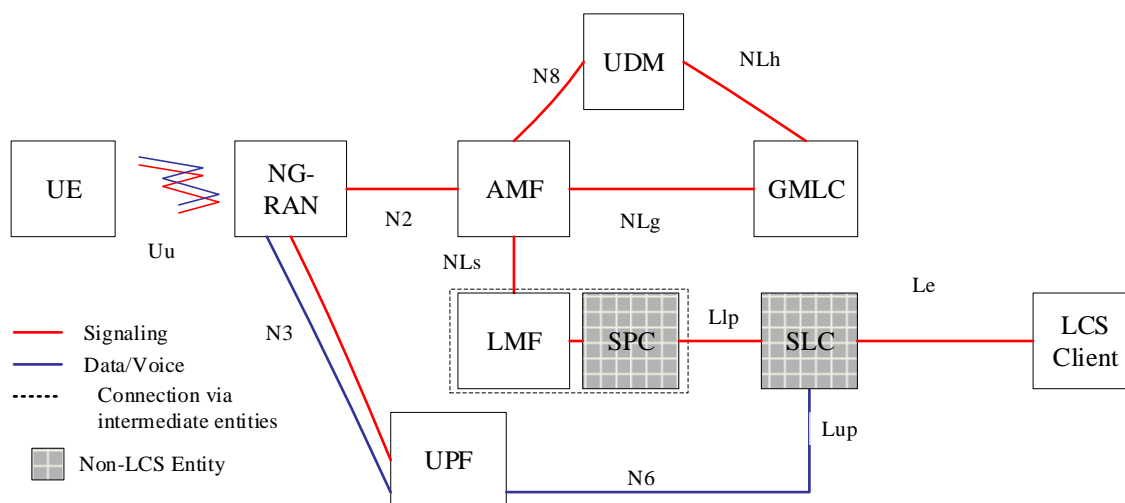 UDM
N8
NLh
UE
NG-
RAN
AMF
GMLC
N2
NLg
Uu
NLs
Le
N3
Llp
LMF
SPC
SLC
LCS
Client
Signaling
Data/Voice
Connection via
intermediate entities
Non-LCS Entity
UPF
Lup
N6